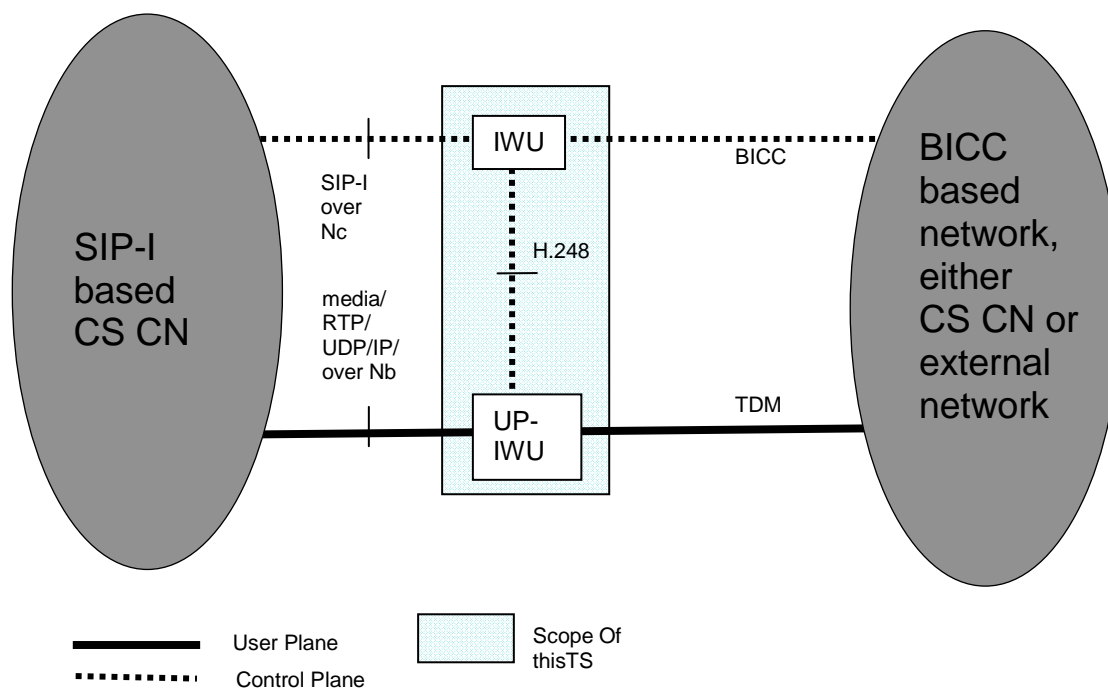 SIP-I
based
CS CN
SIP-I
over
Nc
media/
RTP/
UDP/IP/
over Nb
IWU
H.248
UP-
IWU
BICC
TDM
BICC
based
network,
either
CS CN or
external
network
User Plane
Control Plane
Scope Of
thisTS